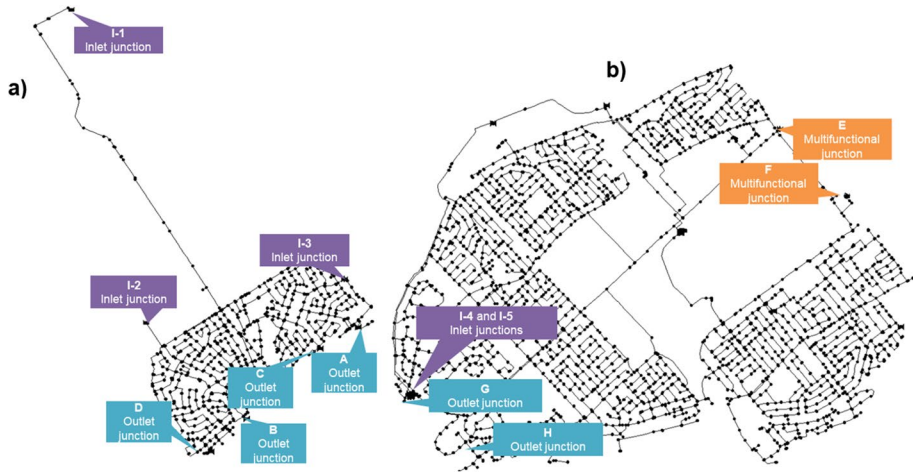 I-1
Inlet junction
a)
b)
E
Multifunctional
junction
F
Multifunctional
junction
I-3
Inlet junction
I-2
Inlet junction
I-4 and I-5
Inlet junctions
A
Outlet
junction
C
Outlet
junction
G
Outlet junction
D
Outlet
junction
B
Outlet
junction
H
Outlet junction